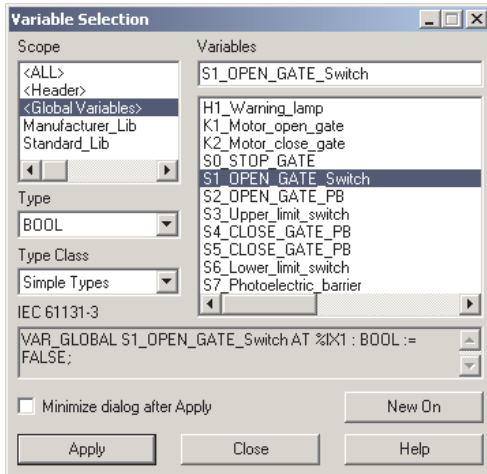 Variable Selection
Scope
Variables
<ALL>
<Header>
<Global Variables>
Manufacturer_Lib
Standard_Lib
S1_OPEN_GATE_Switch
H1_Warning_lamp
K1_Motor_open_gate
K2_Motor_close_gate
S0_STOP_GATE
S1_OPEN_GATE_Switch
S2_OPEN_GATE_PB
S3_Upper_limit_switch
S4_CLOSE_GATE_PB
S5_CLOSE_GATE_PB
S6_Lower_limit_switch
S7_Photoelectric_barrier
Type
BOOL
Type Class
Simple Types
IEC 61131-3
VAR_GLOBAL S1_OPEN_GATE_Switch AT %IX1 : BOOL :=
FALSE;
Minimize dialog after Apply
New On
Apply
Close
Help